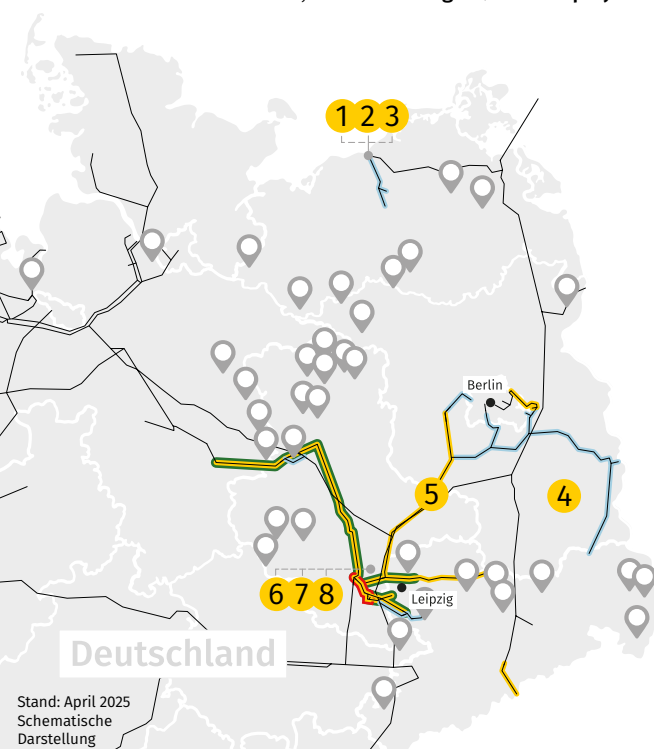 1 2 3
Berlin
5
4
6 7 8
Leipzig
Deutschland
Stand: April 2025
Schematische
Darstellung